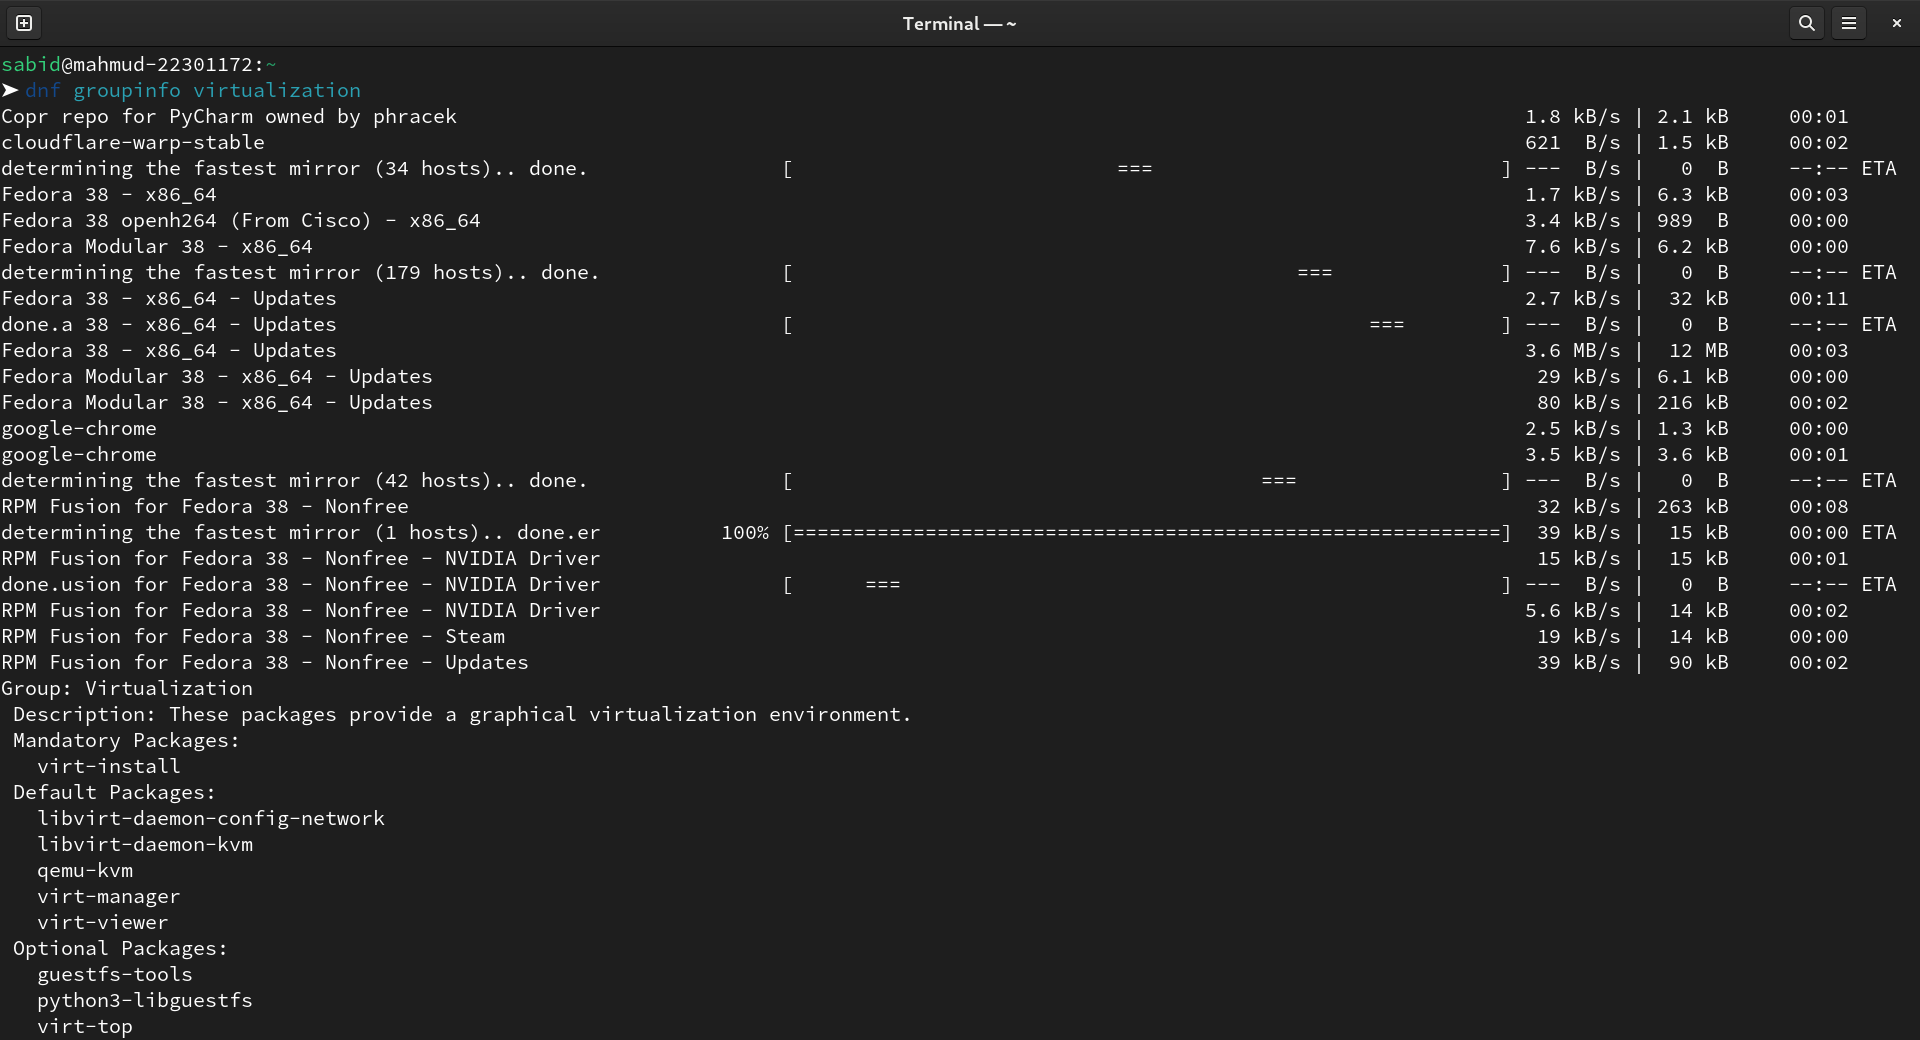 Terminal — ~
sabid@mahmud-22301172:~
➤ dnf groupinfo virtualization
Copr repo for PyCharm owned by phracek 1.8 kB/s | 2.1 kB 00:01
cloudflare-warp-stable 621 B/s | 1.5 kB 00:02
determining the fastest mirror (34 hosts).. done. [ === ] --- B/s | 0 B --:-- ETA
Fedora 38 - x86_64 1.7 kB/s | 6.3 kB 00:03
Fedora 38 openh264 (From Cisco) - x86_64 3.4 kB/s | 989 B 00:00
Fedora Modular 38 - x86_64 7.6 kB/s | 6.2 kB 00:00
determining the fastest mirror (179 hosts).. done. [ === ] --- B/s | 0 B --:-- ETA
Fedora 38 - x86_64 - Updates 2.7 kB/s | 32 kB 00:11
done.a 38 - x86_64 - Updates [ === ] --- B/s | 0 B --:-- ETA
Fedora 38 - x86_64 - Updates 3.6 MB/s | 12 MB 00:03
Fedora Modular 38 - x86_64 - Updates 29 kB/s | 6.1 kB 00:00
Fedora Modular 38 - x86_64 - Updates 80 kB/s | 216 kB 00:02
google-chrome 2.5 kB/s | 1.3 kB 00:00
google-chrome 3.5 kB/s | 3.6 kB 00:01
determining the fastest mirror (42 hosts).. done. [ === ] --- B/s | 0 B --:-- ETA
RPM Fusion for Fedora 38 - Nonfree 32 kB/s | 263 kB 00:08
determining the fastest mirror (1 hosts).. done.er 100% [===========================================================] 39 kB/s | 15 kB 00:00 ETA
RPM Fusion for Fedora 38 - Nonfree - NVIDIA Driver 15 kB/s | 15 kB 00:01
done.usion for Fedora 38 - Nonfree - NVIDIA Driver [ === ] --- B/s | 0 B --:-- ETA
RPM Fusion for Fedora 38 - Nonfree - NVIDIA Driver 5.6 kB/s | 14 kB 00:02
RPM Fusion for Fedora 38 - Nonfree - Steam 19 kB/s | 14 kB 00:00
RPM Fusion for Fedora 38 - Nonfree - Updates 39 kB/s | 90 kB 00:02
Group: Virtualization
Description: These packages provide a graphical virtualization environment.
Mandatory Packages:
virt-install
Default Packages:
libvirt-daemon-config-network
libvirt-daemon-kvm
qemu-kvm
virt-manager
virt-viewer
Optional Packages:
guestfs-tools
python3-libguestfs
virt-top